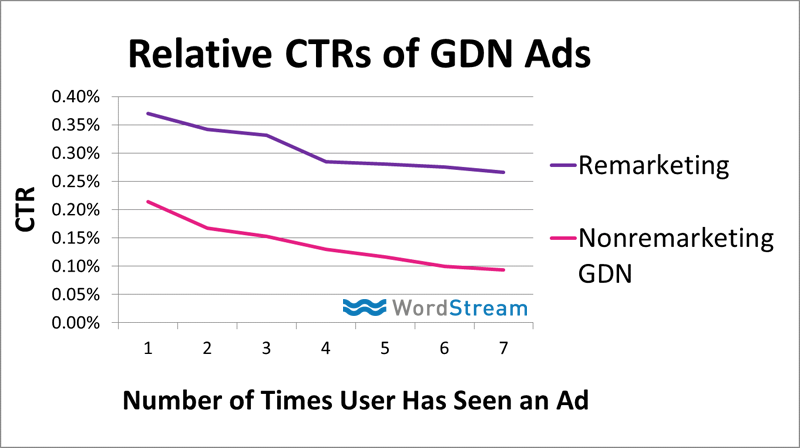 Relative CTRs of GDN Ads
0.40%
0.35%
0.30%
0.25%
0.20%
0.15%
0.10%
0.05%
0.00%
CTR
1 2 3 4 5 6 7
Number of Times User Has Seen an Ad
Remarketing
Nonremarketing
GDN
WordStream